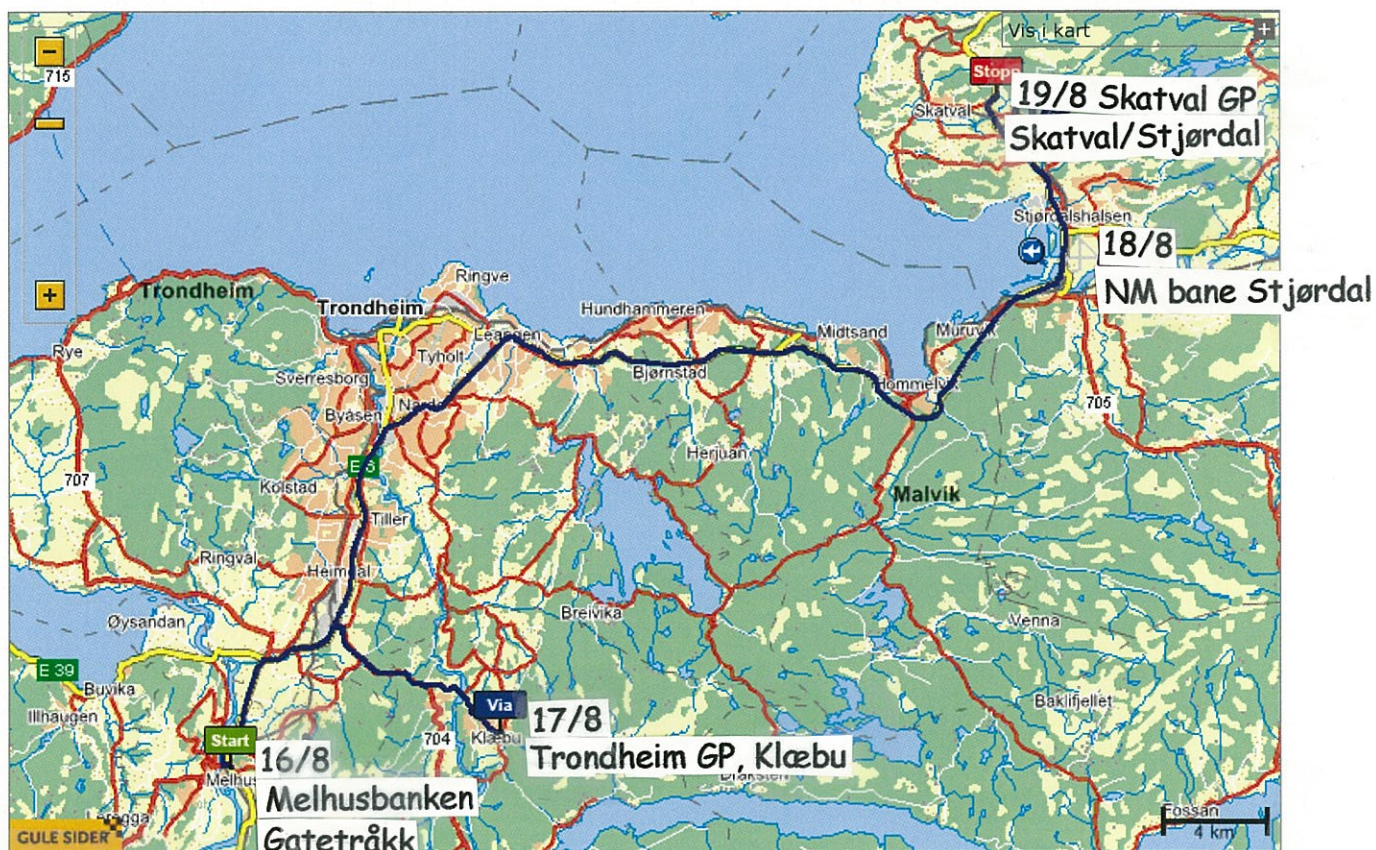 Vis i kart
+
715
Stopp
19/8 Skatval GP
Skatval/Stjørdal
Skatval
Stjørdalshalsen
18/8
NM bane Stjørdal
Ringve
Trondheim
Trondheim
Hundhammeren
Leangen
Midtsand
Muruvik
Rye
Tyholt
Bjørnstad
Sverresborg
Hommelvik
Byåsen
Nardo
705
Herjuan
E 6
707
Kolstad
Malvik
Tiller
Ringval
Heimdal
Breivika
Øysandan
Venna
E 39
Buvika
Illhaugen
Baklifjellet
Via
17/8
Klæbu
Trondheim GP, Klæbu
704
Start
16/8
Melhus
Melhusbanken
Gatetråkk
Fossan
4 km
GULE SIDER